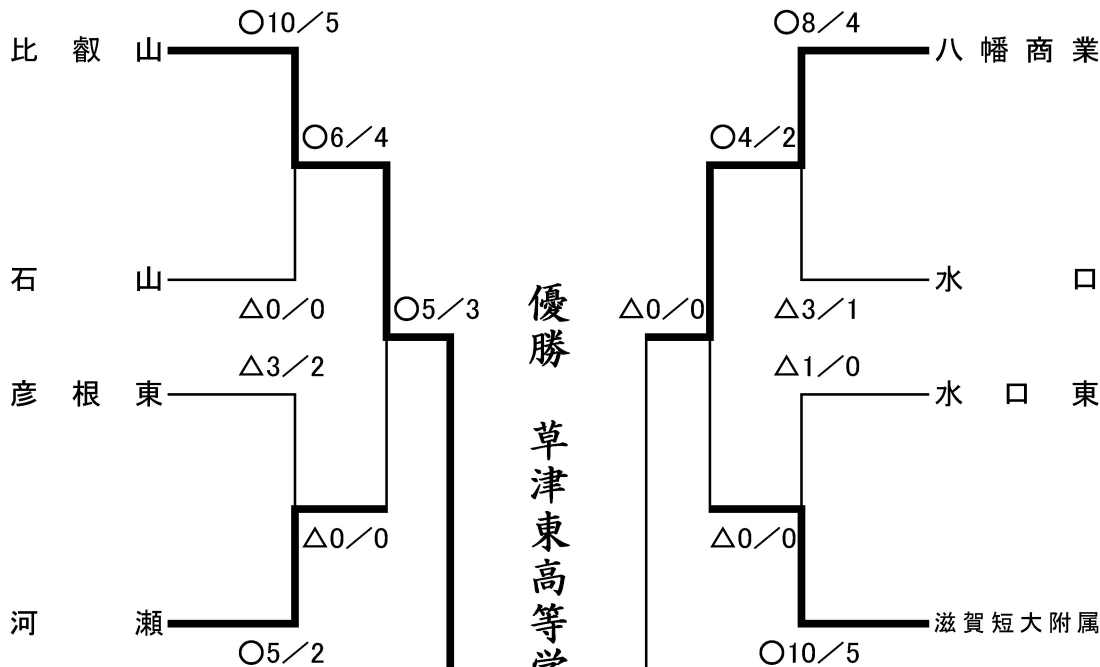 ○10／5
比叡山
○6／4
石山
△0／0
○5／3
△3／2
彦根東
△0／0
河瀬
○5／2
優勝 草津東高等学
○8／4
八幡商業
○4／2
水口
△3／1
△0／0
△1／0
水口東
△0／0
滋賀短大附属
○10／5